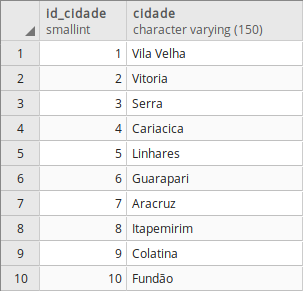 id_cidade cidade
smallint character varying (150)
1 1 Vila Velha
2 2 Vitoria
3 3 Serra
4 4 Cariacica
5 5 Linhares
6 6 Guarapari
7 7 Aracruz
8 8 Itapemirim
9 9 Colatina
10 10 Fundão